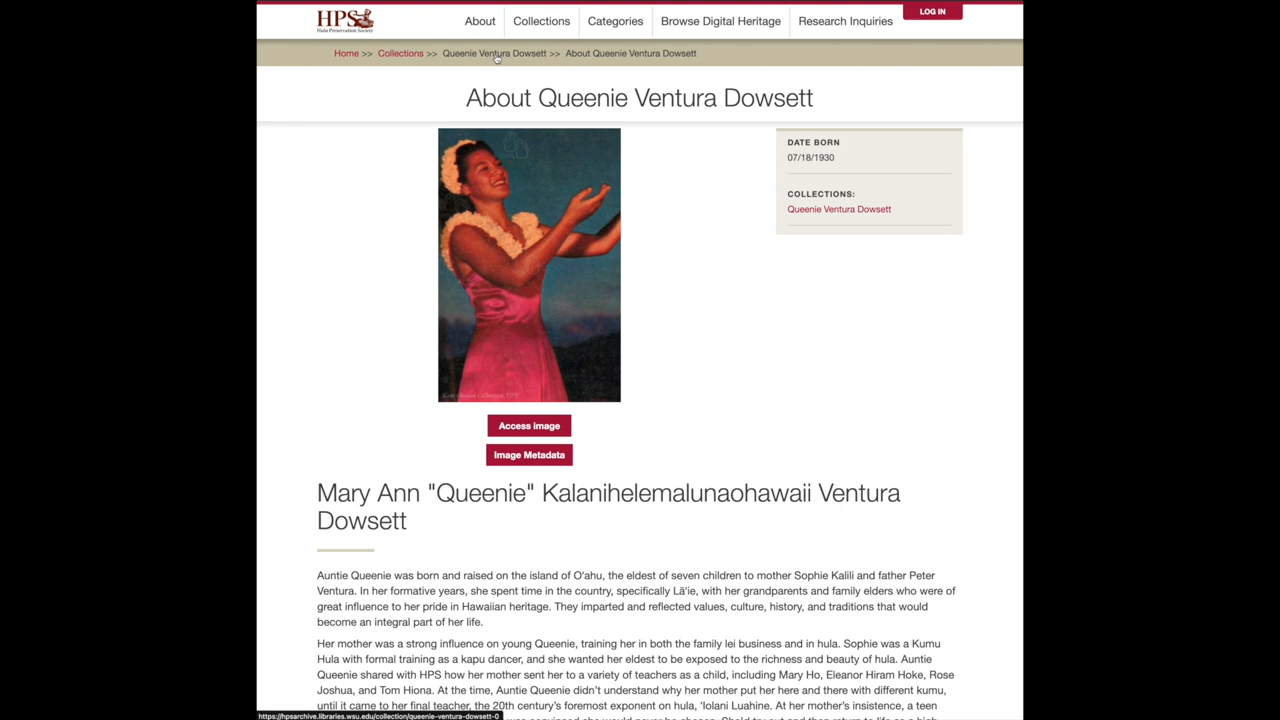 HPS
Hula Preservation Society
About
Collections
Categories
Browse Digital Heritage
Research Inquiries
LOG IN
Home >> Collections >> Queenie Ventura Dowsett >> About Queenie Ventura Dowsett
About Queenie Ventura Dowsett
DATE BORN
07/18/1930
COLLECTIONS:
Queenie Ventura Dowsett
Access image
Image Metadata
Mary Ann "Queenie" Kalanihelemalunaohawaii Ventura
Dowsett
Auntie Queenie was born and raised on the island of Oʻahu, the eldest of seven children to mother Sophie Kalili and father Peter
Ventura. In her formative years, she spent time in the country, specifically Lāʻie, with her grandparents and family elders who were of
great influence to her pride in Hawaiian heritage. They imparted and reflected values, culture, history, and traditions that would
become an integral part of her life.
Her mother was a strong influence on young Queenie, training her in both the family lei business and in hula. Sophie was a Kumu
Hula with formal training as a kapu dancer, and she wanted her eldest to be exposed to the richness and beauty of hula. Auntie
Queenie shared with HPS how her mother sent her to a variety of teachers as a child, including Mary Ho, Eleanor Hiram Hoke, Rose
Joshua, and Tom Hiona. At the time, Auntie Queenie didn't understand why her mother put her here and there with different kumu,
until it came to her final teacher, the 20th century's foremost exponent on hula, ʻIolani Luahine. At her mother's insistence, a teen
https://hpsarchive.libraries.wsu.edu/collection/queenie-ventura-dowsett-0